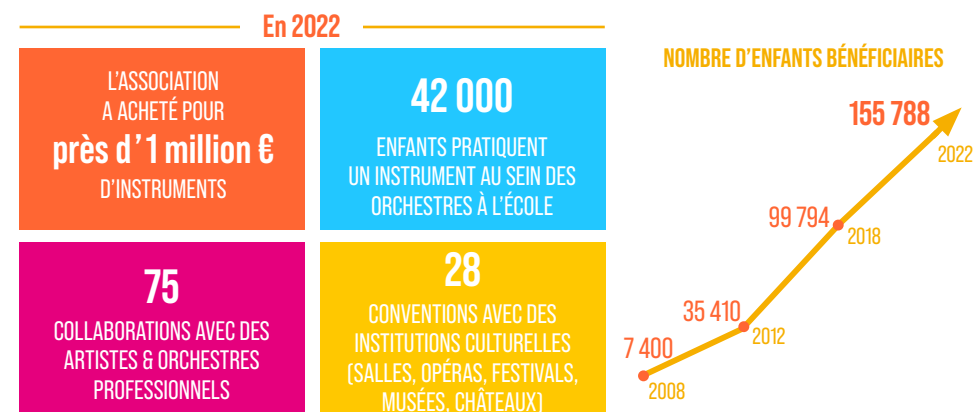 En 2022
L'ASSOCIATION
A ACHETÉ POUR
près d'1 million €
D'INSTRUMENTS
42 000
ENFANTS PRATIQUENT
UN INSTRUMENT AU SEIN DES
ORCHESTRES À L'ÉCOLE
75
COLLABORATIONS AVEC DES
ARTISTES & ORCHESTRES
PROFESSIONNELS
28
CONVENTIONS AVEC DES
INSTITUTIONS CULTURELLES
(SALLES, OPÉRAS, FESTIVALS,
MUSÉES, CHÂTEAUX)
NOMBRE D'ENFANTS BÉNÉFICIAIRES
155 788
2022
99 794
2018
35 410
2012
7 400
2008